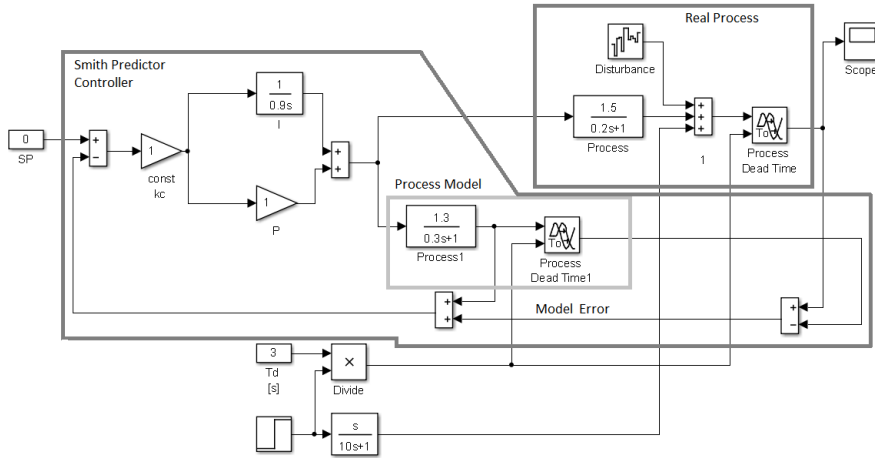 Real Process
Smith Predictor
Controller
Disturbance
Scope
1
0.9s
I
1.5
0.2s+1
Process
+
+
+
1
To
Process
Dead Time
0
SP
+
−
1
const
kc
+
+
1
P
Process Model
1.3
0.3s+1
Process1
To
Process
Dead Time1
+
+
Model Error
+
−
3
Td
[s]
×
Divide
s
10s+1